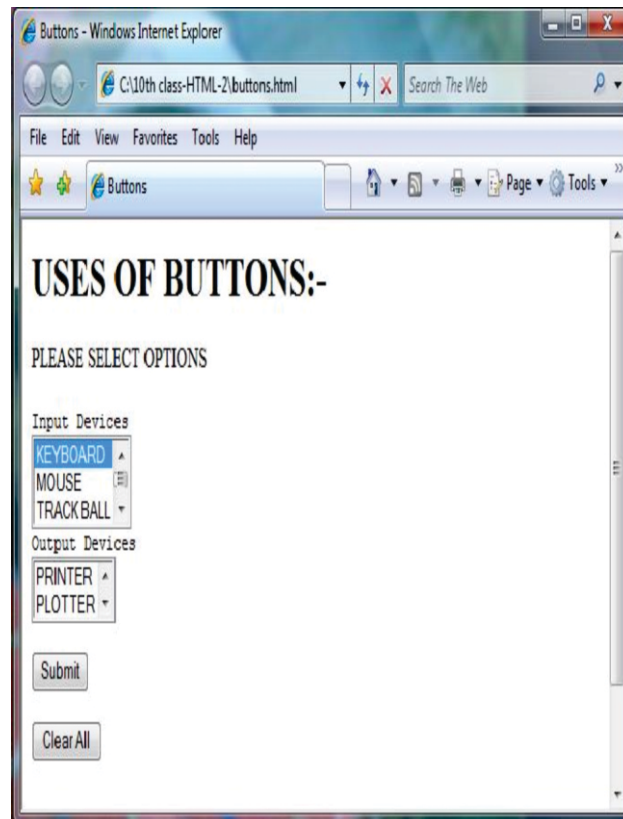 Buttons - Windows Internet Explorer
C:\10th class-HTML-2\buttons.html
Search The Web
File Edit View Favorites Tools Help
Buttons
Page Tools
USES OF BUTTONS:-
PLEASE SELECT OPTIONS
Input Devices
KEYBOARD
MOUSE
TRACK BALL
Output Devices
PRINTER
PLOTTER
Submit
Clear All